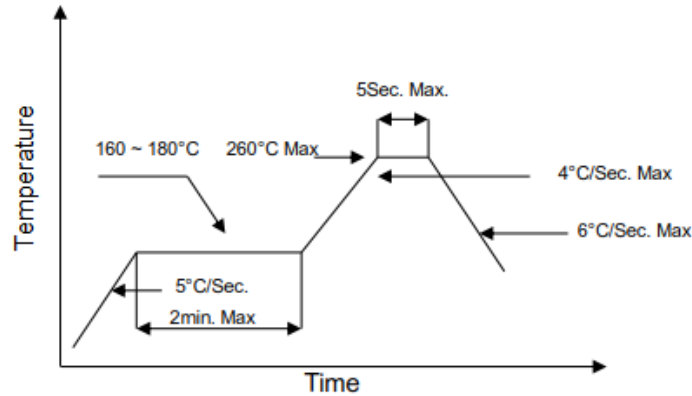 5Sec. Max.
160 ~ 180°C
260°C Max
4°C/Sec. Max
6°C/Sec. Max
5°C/Sec.
2min. Max
Temperature
Time